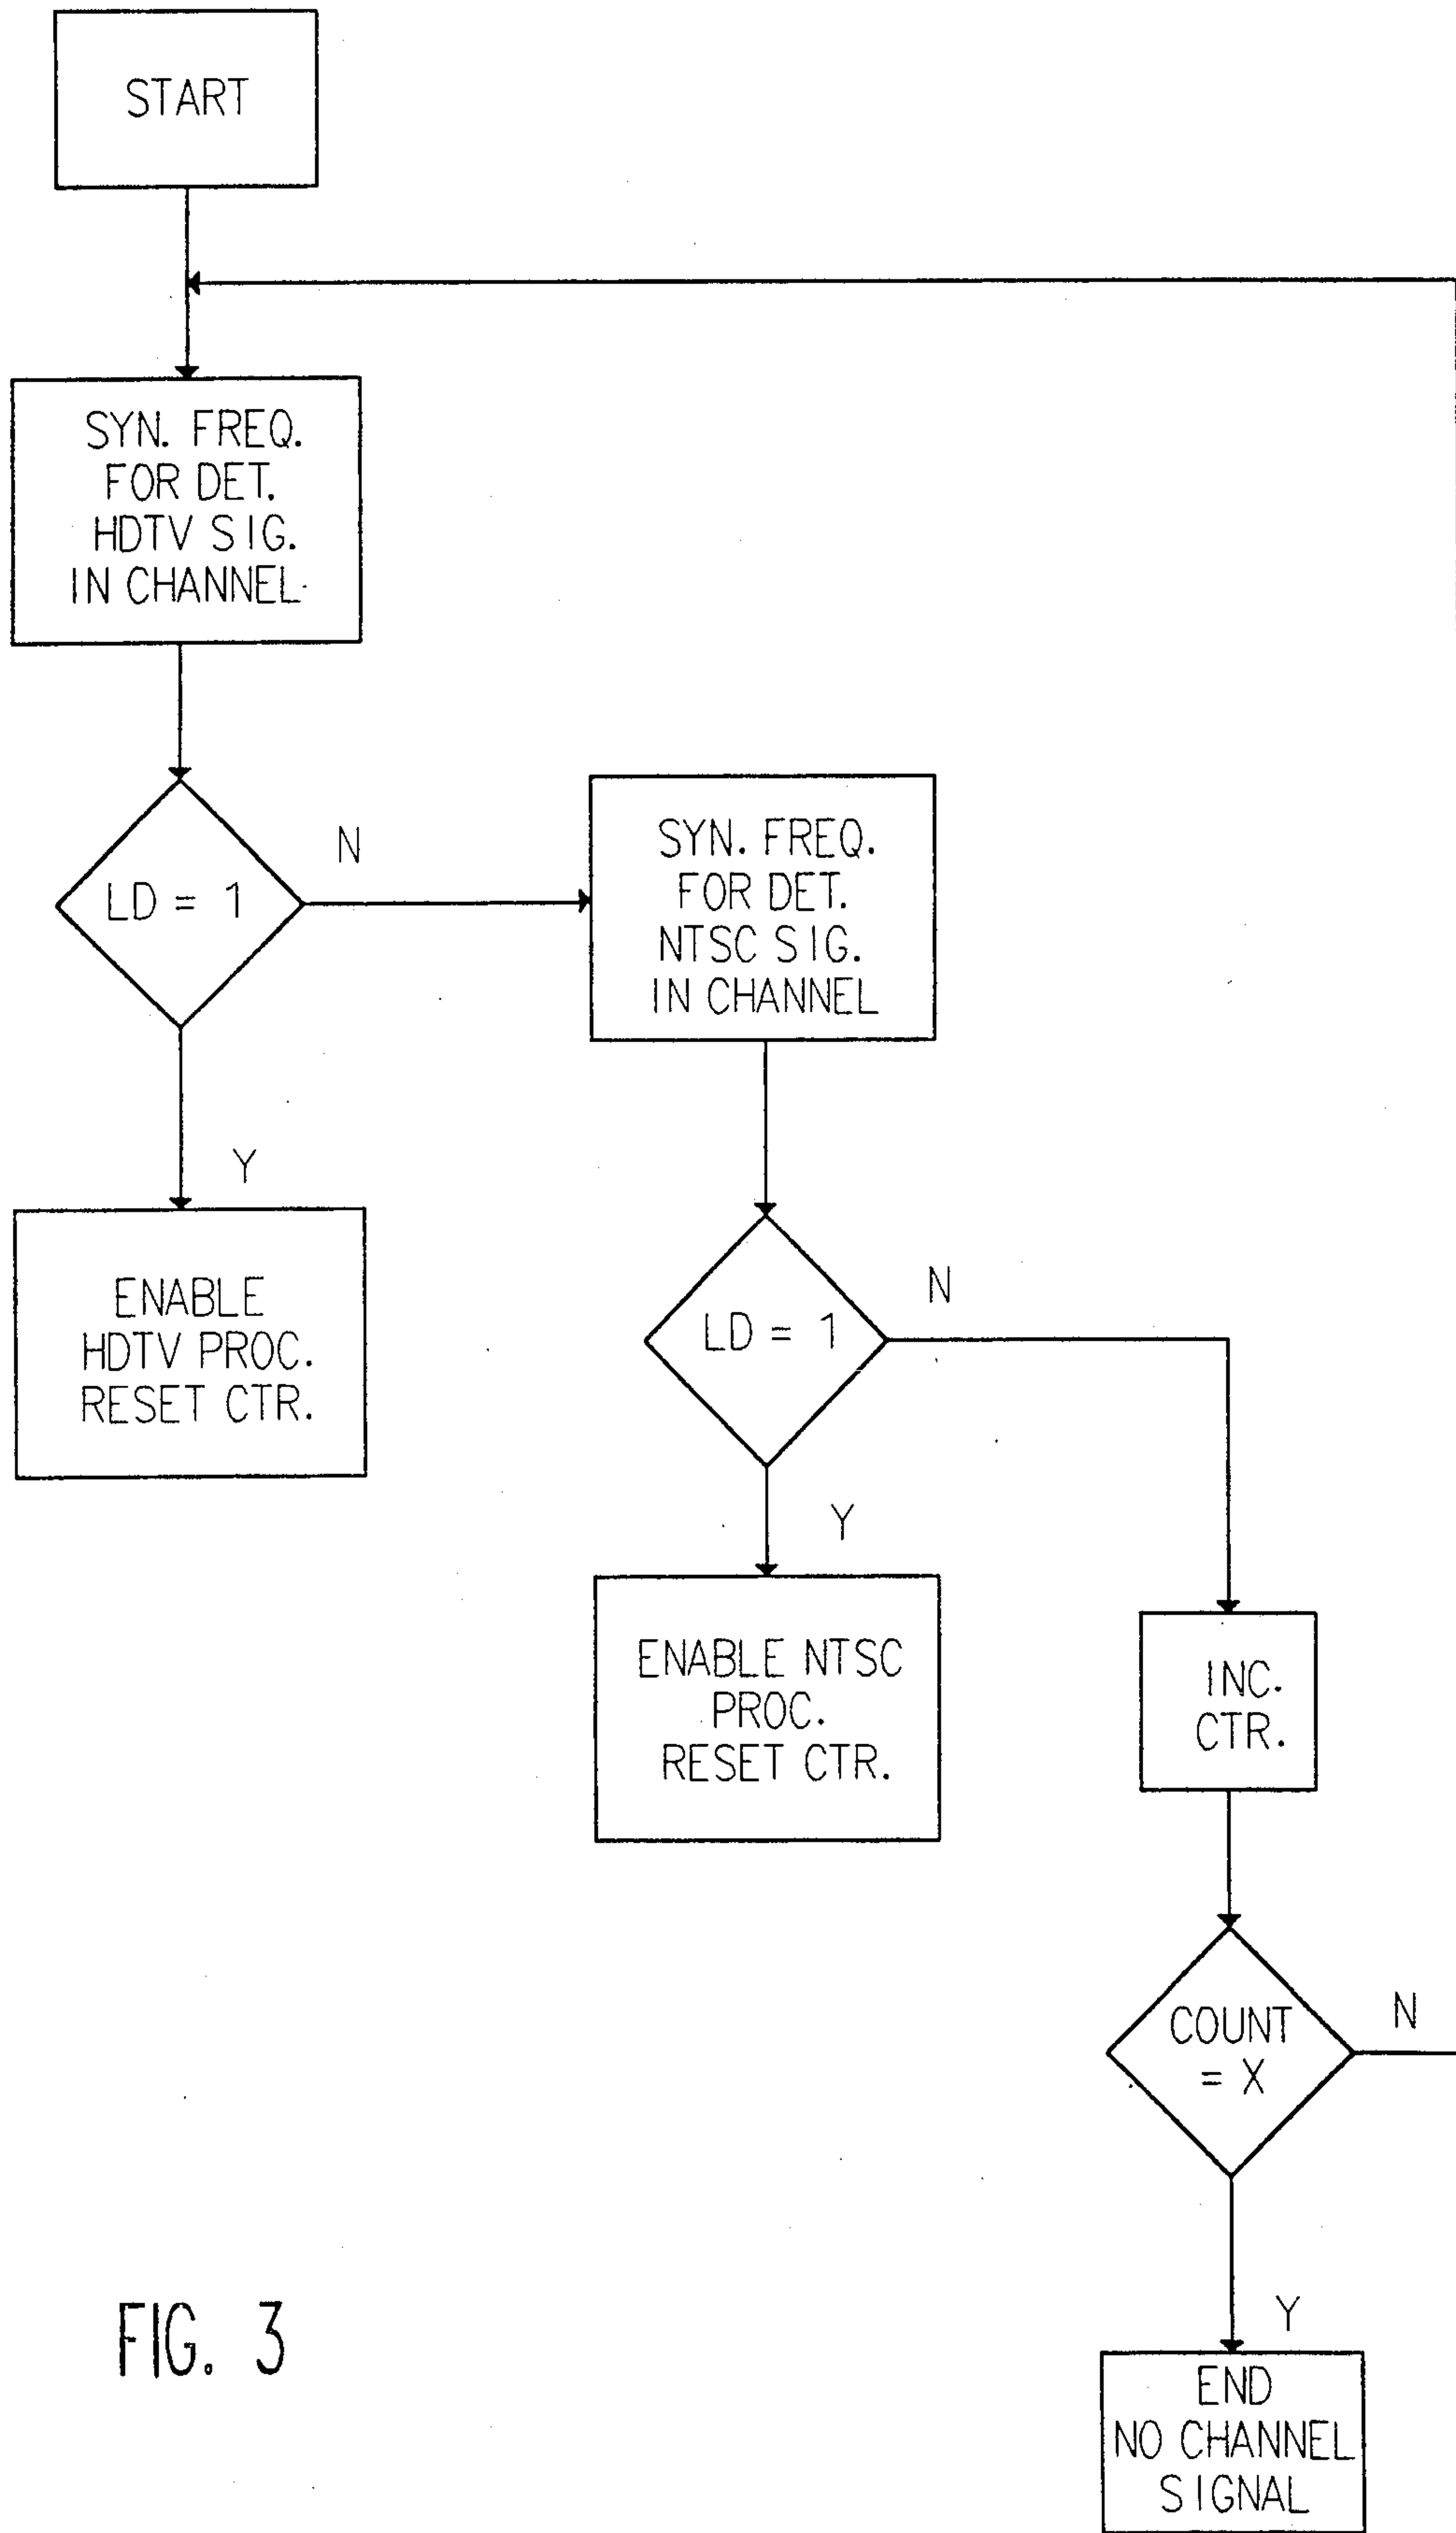 START
SYN. FREQ.
FOR DET.
HDTV SIG.
IN CHANNEL
LD = 1
N
SYN. FREQ.
FOR DET.
NTSC SIG.
IN CHANNEL
Y
ENABLE
HDTV PROC.
RESET CTR.
LD = 1
N
Y
ENABLE NTSC
PROC.
RESET CTR.
INC.
CTR.
COUNT
= X
N
Y
END
NO CHANNEL
SIGNAL
FIG. 3